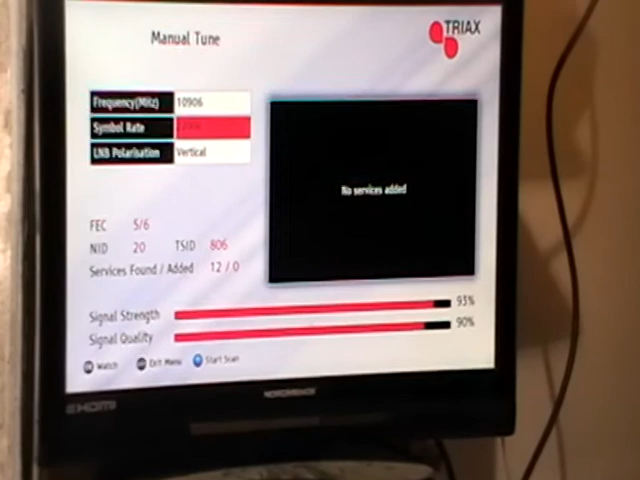 Manual Tune
TRIAX
Frequency(MHz) 10906
Symbol Rate
LNB Polarisation Vertical
No services added
FEC 5/6
NID 20 TSID 806
Services Found / Added 12 / 0
Signal Strength 93%
Signal Quality 90%
Watch Exit Menu Start Scan
HDMI